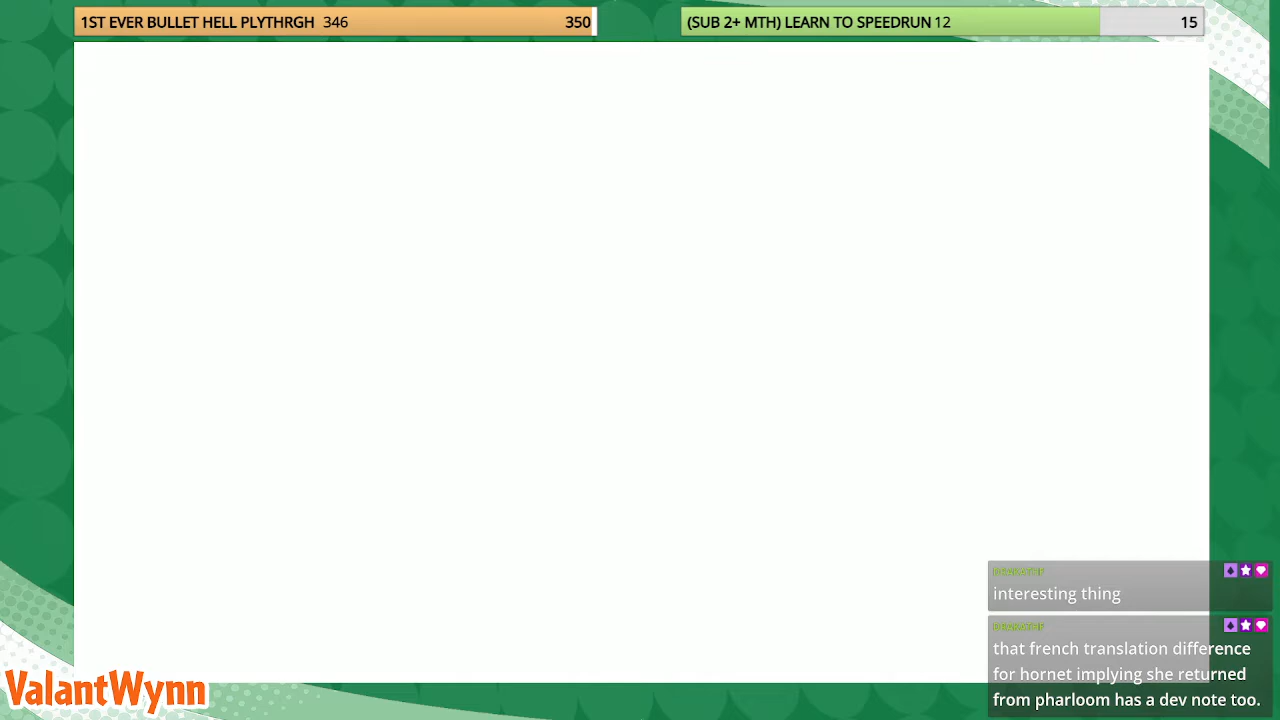 1ST EVER BULLET HELL PLYTHRGH 346 350
(SUB 2+ MTH) LEARN TO SPEEDRUN 12 15
interesting thing
that french translation difference
for hornet implying she returned
from pharloom has a dev note too.
ValantWynn